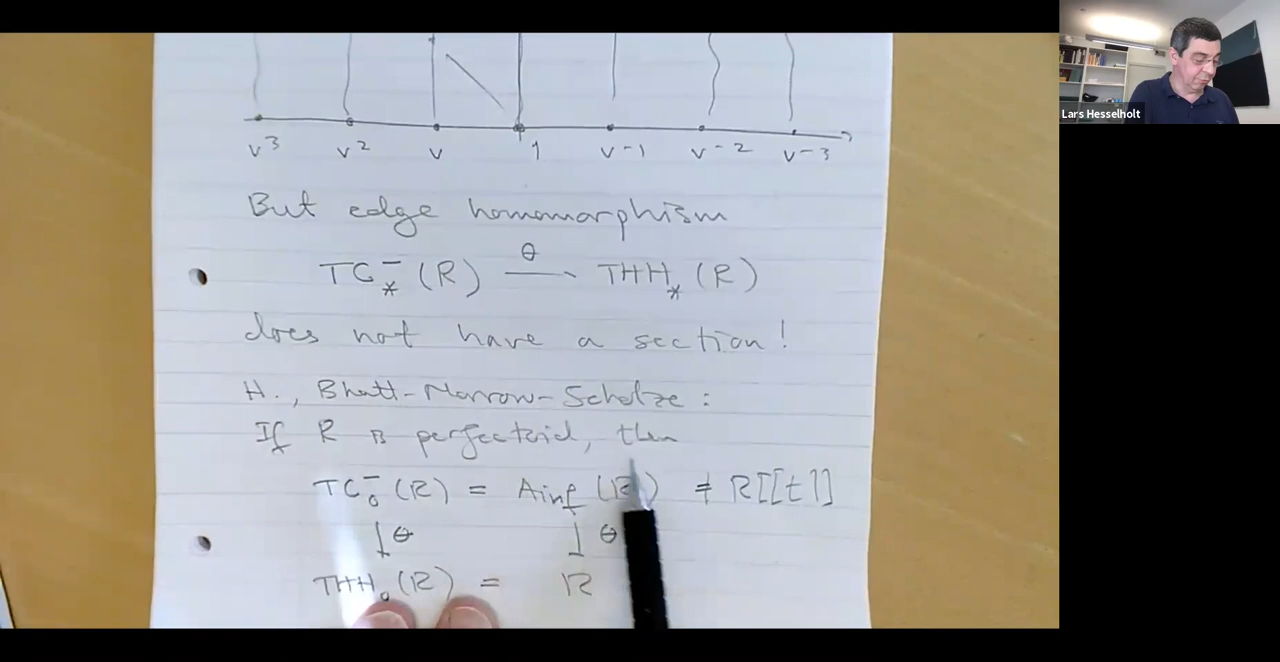 Lars Hesselholt
v³ v² v 1 v-1 v-2 v-3
But edge homomorphism
TC⁻_* (R) →θ THH_* (R)
does not have a section!
H., Bhatt-Morrow-Scholze:
If R is perfectoid, then
TC⁻_0 (R) = Ainf (R) ≠ R[[t]]
↓θ ↓θ
THH_0 (R) = R